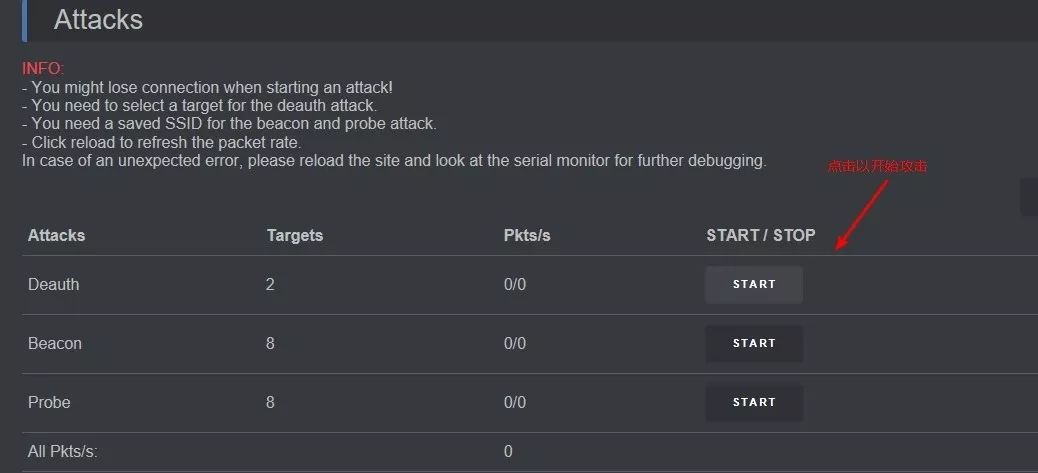 Attacks
INFO:
- You might lose connection when starting an attack!
- You need to select a target for the deauth attack.
- You need a saved SSID for the beacon and probe attack.
- Click reload to refresh the packet rate.
In case of an unexpected error, please reload the site and look at the serial monitor for further debugging.
点击以开始攻击
Attacks Targets Pkts/s START / STOP
Deauth 2 0/0 START
Beacon 8 0/0 START
Probe 8 0/0 START
All Pkts/s: 0